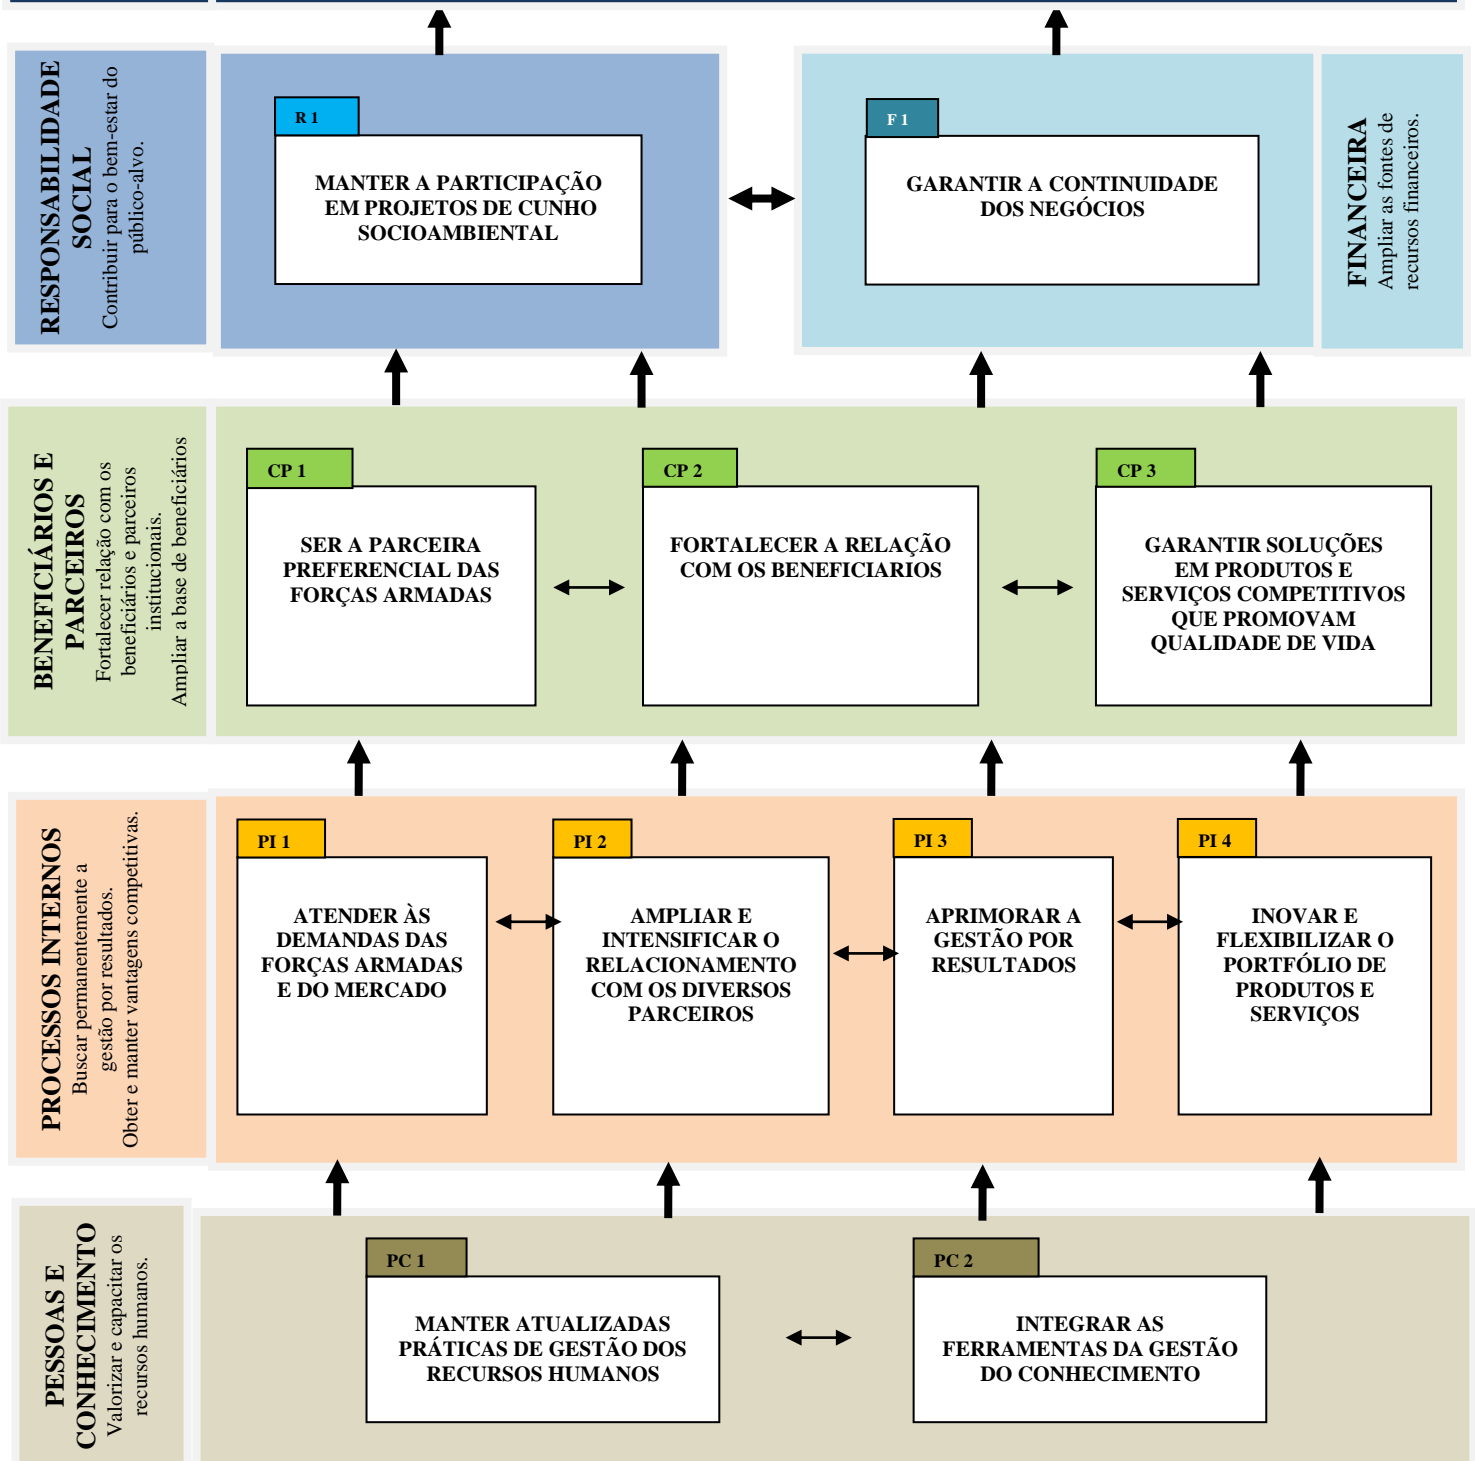 RESPONSABILIDADE
SOCIAL
Contribuir para o bem-estar do
público-alvo.
R 1
MANTER A PARTICIPAÇÃO
EM PROJETOS DE CUNHO
SOCIOAMBIENTAL
F 1
GARANTIR A CONTINUIDADE
DOS NEGÓCIOS
FINANCEIRA
Ampliar as fontes de
recursos financeiros.
BENEFICIÁRIOS E
PARCEIROS
Fortalecer relação com os
beneficiários e parceiros
institucionais.
Ampliar a base de beneficiários
CP 1
SER A PARCEIRA
PREFERENCIAL DAS
FORÇAS ARMADAS
CP 2
FORTALECER A RELAÇÃO
COM OS BENEFICIARIOS
CP 3
GARANTIR SOLUÇÕES
EM PRODUTOS E
SERVIÇOS COMPETITIVOS
QUE PROMOVAM
QUALIDADE DE VIDA
PROCESSOS INTERNOS
Buscar permanentemente a
gestão por resultados.
Obter e manter vantagens competitivas.
PI 1
ATENDER ÀS
DEMANDAS DAS
FORÇAS ARMADAS
E DO MERCADO
PI 2
AMPLIAR E
INTENSIFICAR O
RELACIONAMENTO
COM OS DIVERSOS
PARCEIROS
PI 3
APRIMORAR A
GESTÃO POR
RESULTADOS
PI 4
INOVAR E
FLEXIBILIZAR O
PORTFÓLIO DE
PRODUTOS E
SERVIÇOS
PESSOAS E
CONHECIMENTO
Valorizar e capacitar os
recursos humanos.
PC 1
MANTER ATUALIZADAS
PRÁTICAS DE GESTÃO DOS
RECURSOS HUMANOS
PC 2
INTEGRAR AS
FERRAMENTAS DA GESTÃO
DO CONHECIMENTO